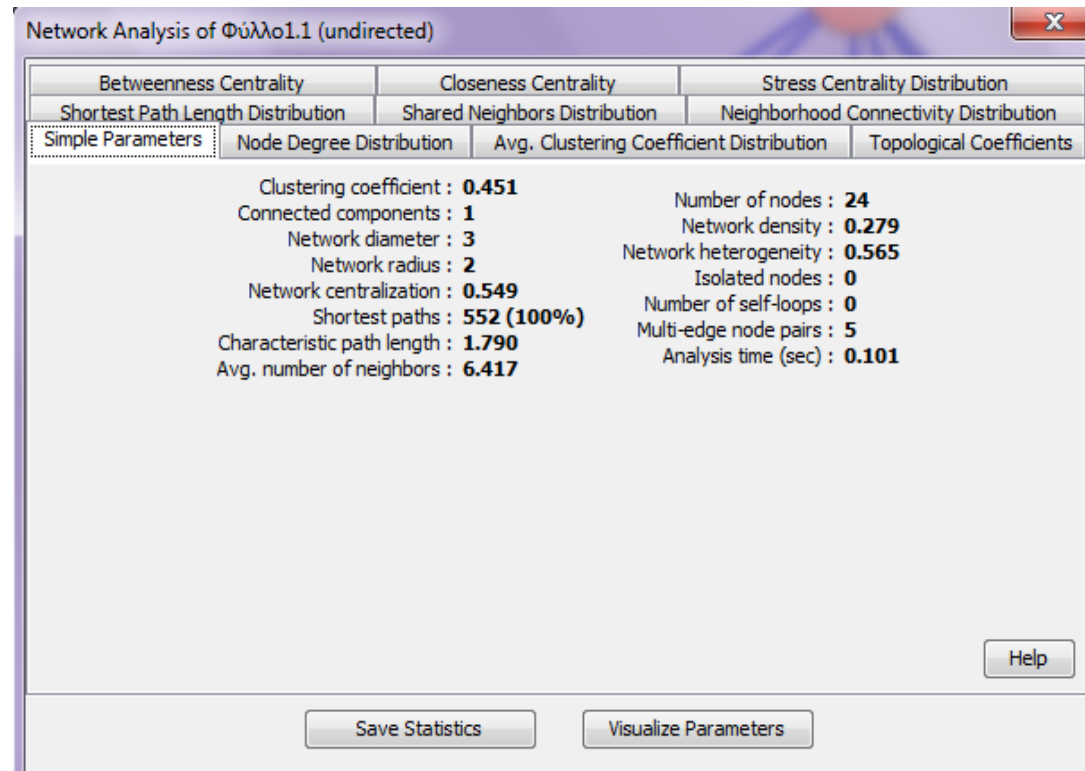 Network Analysis of Φύλλο1.1 (undirected)
x
Betweenness Centrality
Closeness Centrality
Stress Centrality Distribution
Shortest Path Length Distribution
Shared Neighbors Distribution
Neighborhood Connectivity Distribution
Simple Parameters
Node Degree Distribution
Avg. Clustering Coefficient Distribution
Topological Coefficients
Clustering coefficient : 0.451
Connected components : 1
Network diameter : 3
Network radius : 2
Network centralization : 0.549
Shortest paths : 552 (100%)
Characteristic path length : 1.790
Avg. number of neighbors : 6.417
Number of nodes : 24
Network density : 0.279
Network heterogeneity : 0.565
Isolated nodes : 0
Number of self-loops : 0
Multi-edge node pairs : 5
Analysis time (sec) : 0.101
Help
Save Statistics
Visualize Parameters